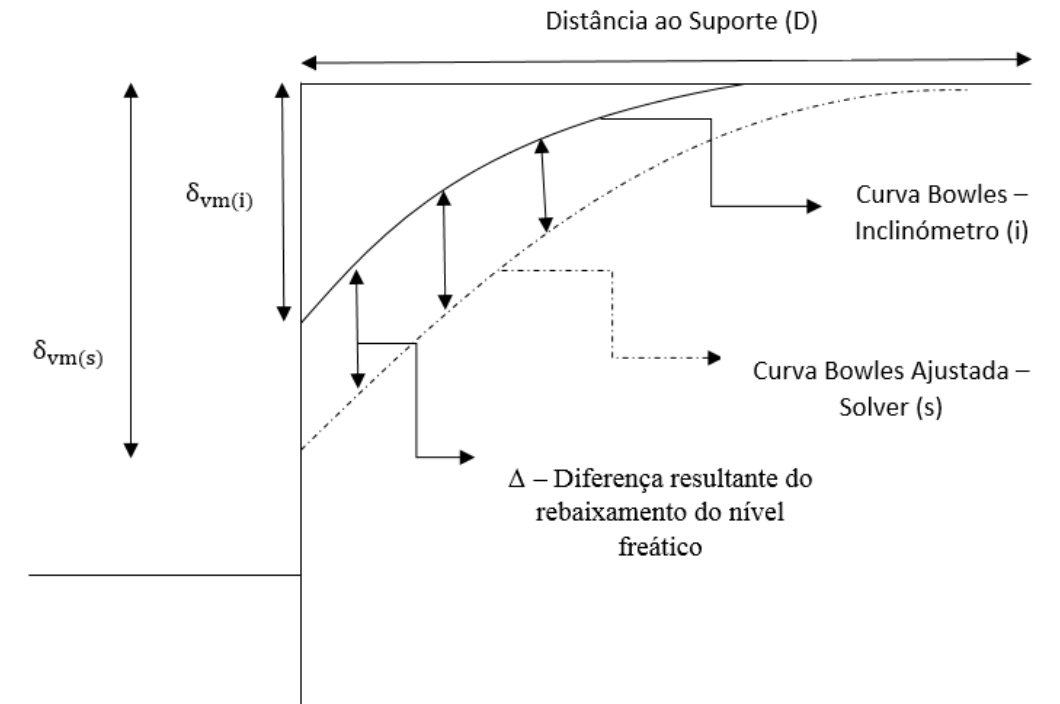 Distância ao Suporte (D)
δvm(i)
Curva Bowles –
Inclinómetro (i)
δvm(s)
Curva Bowles Ajustada –
Solver (s)
Δ – Diferença resultante do
rebaixamento do nível
freático